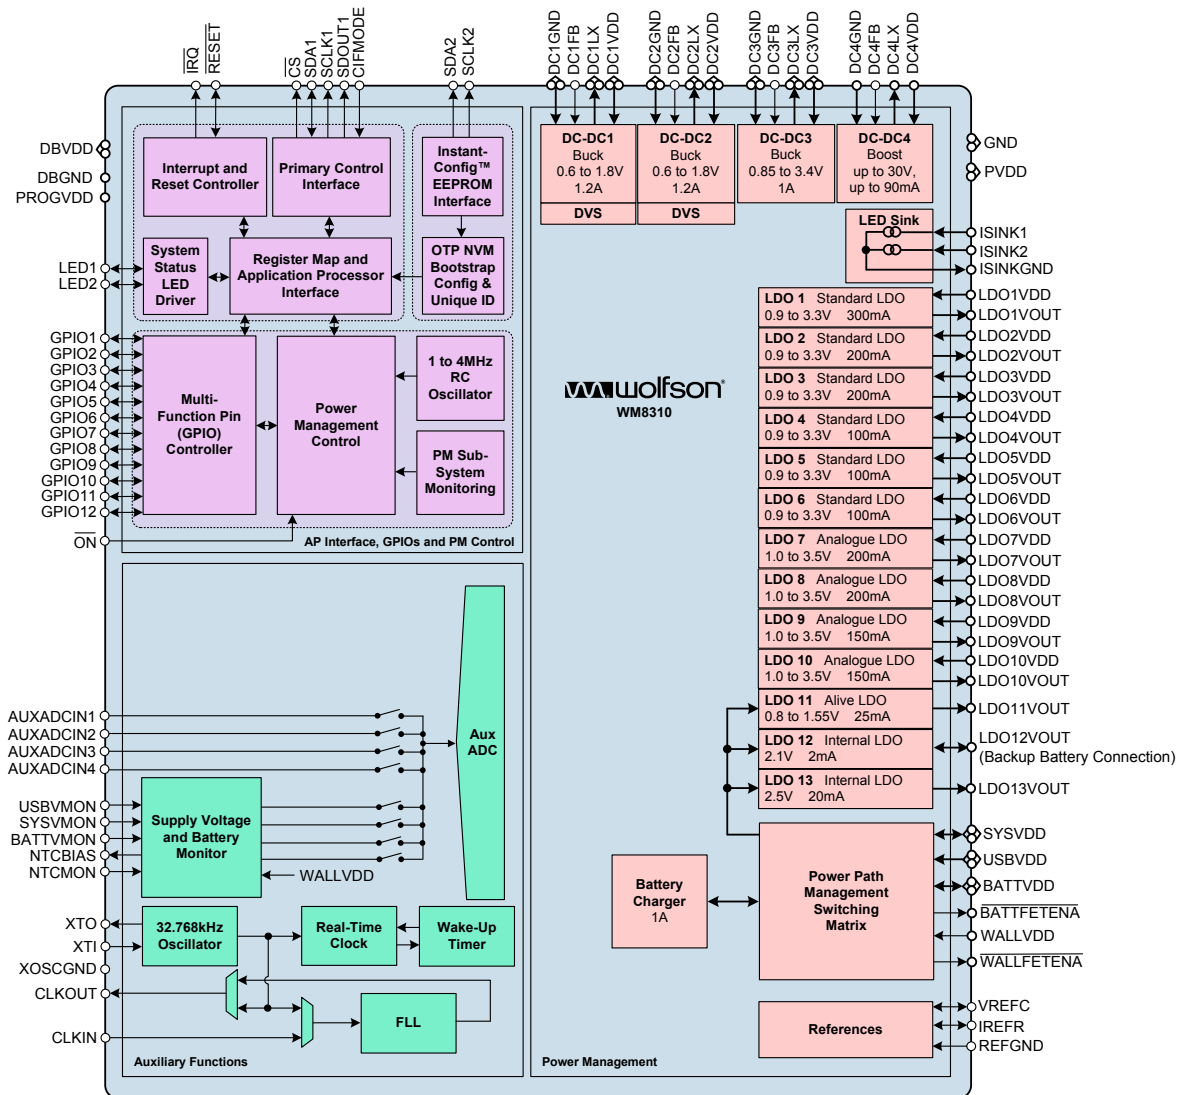 IRQ
RESET
CS
SDA1
SCLK1
SDOUT1
CIFMODE
SDA2
SCLK2
DC1GND
DC1FB
DC1LX
DC1VDD
DC2GND
DC2FB
DC2LX
DC2VDD
DC3GND
DC3FB
DC3LX
DC3VDD
DC4GND
DC4FB
DC4LX
DC4VDD
DBVDD
DBGND
PROGVDD
LED1
LED2
GPIO1
GPIO2
GPIO3
GPIO4
GPIO5
GPIO6
GPIO7
GPIO8
GPIO9
GPIO10
GPIO11
GPIO12
ON
Interrupt and
Reset Controller
Primary Control
Interface
Instant-
Config™
EEPROM
Interface
System
Status
LED
Driver
Register Map and
Application Processor
Interface
OTP NVM
Bootstrap
Config &
Unique ID
Multi-
Function Pin
(GPIO)
Controller
Power
Management
Control
1 to 4MHz
RC
Oscillator
PM Sub-
System
Monitoring
AP Interface, GPIOs and PM Control
AUXADCIN1
AUXADCIN2
AUXADCIN3
AUXADCIN4
USBVMON
SYSVMON
BATTVMON
NTCBIAS
NTCMON
XTO
XTI
XOSCGND
CLKOUT
CLKIN
Aux
ADC
Supply Voltage
and Battery
Monitor
WALLVDD
32.768kHz
Oscillator
Real-Time
Clock
Wake-Up
Timer
FLL
Auxiliary Functions
DC-DC1
Buck
0.6 to 1.8V
1.2A
DVS
DC-DC2
Buck
0.6 to 1.8V
1.2A
DVS
DC-DC3
Buck
0.85 to 3.4V
1A
DC-DC4
Boost
up to 30V,
up to 90mA
LED Sink
wolfson®
WM8310
LDO 1 Standard LDO
0.9 to 3.3V 300mA
LDO 2 Standard LDO
0.9 to 3.3V 200mA
LDO 3 Standard LDO
0.9 to 3.3V 200mA
LDO 4 Standard LDO
0.9 to 3.3V 100mA
LDO 5 Standard LDO
0.9 to 3.3V 100mA
LDO 6 Standard LDO
0.9 to 3.3V 100mA
LDO 7 Analogue LDO
1.0 to 3.5V 200mA
LDO 8 Analogue LDO
1.0 to 3.5V 200mA
LDO 9 Analogue LDO
1.0 to 3.5V 150mA
LDO 10 Analogue LDO
1.0 to 3.5V 150mA
LDO 11 Alive LDO
0.8 to 1.55V 25mA
LDO 12 Internal LDO
2.1V 2mA
LDO 13 Internal LDO
2.5V 20mA
Battery
Charger
1A
Power Path
Management
Switching
Matrix
References
Power Management
GND
PVDD
ISINK1
ISINK2
ISINKGND
LDO1VDD
LDO1VOUT
LDO2VDD
LDO2VOUT
LDO3VDD
LDO3VOUT
LDO4VDD
LDO4VOUT
LDO5VDD
LDO5VOUT
LDO6VDD
LDO6VOUT
LDO7VDD
LDO7VOUT
LDO8VDD
LDO8VOUT
LDO9VDD
LDO9VOUT
LDO10VDD
LDO10VOUT
LDO11VOUT
LDO12VOUT
(Backup Battery Connection)
LDO13VOUT
SYSVDD
USBVDD
BATTVDD
BATTFETENA
WALLVDD
WALLFETENA
VREFC
IREFR
REFGND